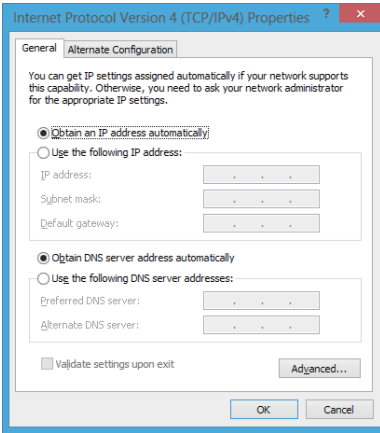 Internet Protocol Version 4 (TCP/IPv4) Properties ? ×
General Alternate Configuration
You can get IP settings assigned automatically if your network supports
this capability. Otherwise, you need to ask your network administrator
for the appropriate IP settings.
Obtain an IP address automatically
Use the following IP address:
IP address:
Subnet mask:
Default gateway:
Obtain DNS server address automatically
Use the following DNS server addresses:
Preferred DNS server:
Alternate DNS server:
Validate settings upon exit
Advanced...
OK Cancel